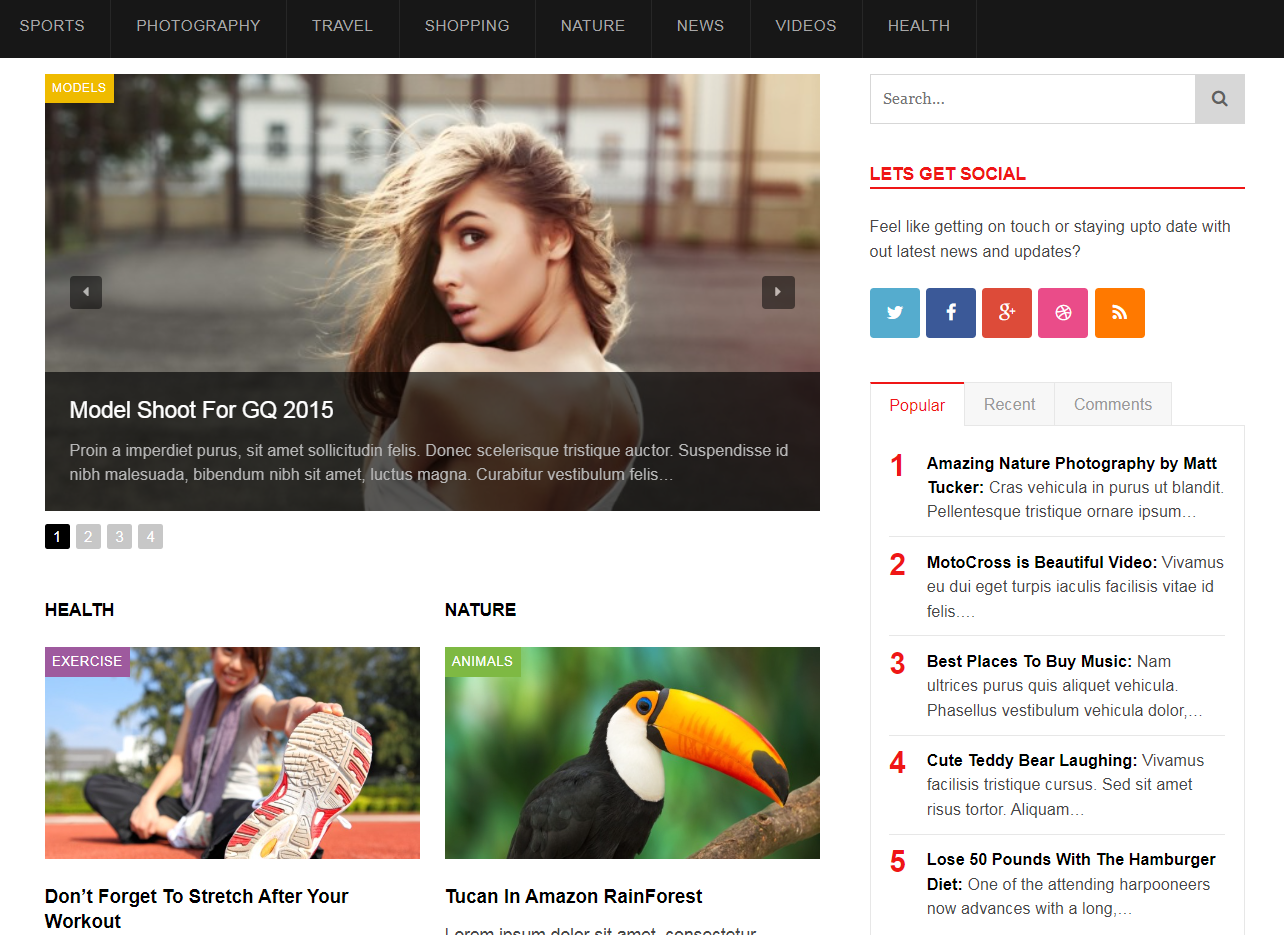 SPORTS PHOTOGRAPHY TRAVEL SHOPPING NATURE NEWS VIDEOS HEALTH
MODELS
Model Shoot For GQ 2015
Proin a imperdiet purus, sit amet sollicitudin felis. Donec scelerisque tristique auctor. Suspendisse id
nibh malesuada, bibendum nibh sit amet, luctus magna. Curabitur vestibulum felis…
1 2 3 4
HEALTH
EXERCISE
Don’t Forget To Stretch After Your
Workout
NATURE
ANIMALS
Tucan In Amazon RainForest
Lorem ipsum dolor sit amet, consectetur
Search...
LETS GET SOCIAL
Feel like getting on touch or staying upto date with
out latest news and updates?
Popular Recent Comments
1 Amazing Nature Photography by Matt
Tucker: Cras vehicula in purus ut blandit.
Pellentesque tristique ornare ipsum…
2 MotoCross is Beautiful Video: Vivamus
eu dui eget turpis iaculis facilisis vitae id
felis.…
3 Best Places To Buy Music: Nam
ultrices purus quis aliquet vehicula.
Phasellus vestibulum vehicula dolor,…
4 Cute Teddy Bear Laughing: Vivamus
facilisis tristique cursus. Sed sit amet
risus tortor. Aliquam…
5 Lose 50 Pounds With The Hamburger
Diet: One of the attending harpooneers
now advances with a long,…